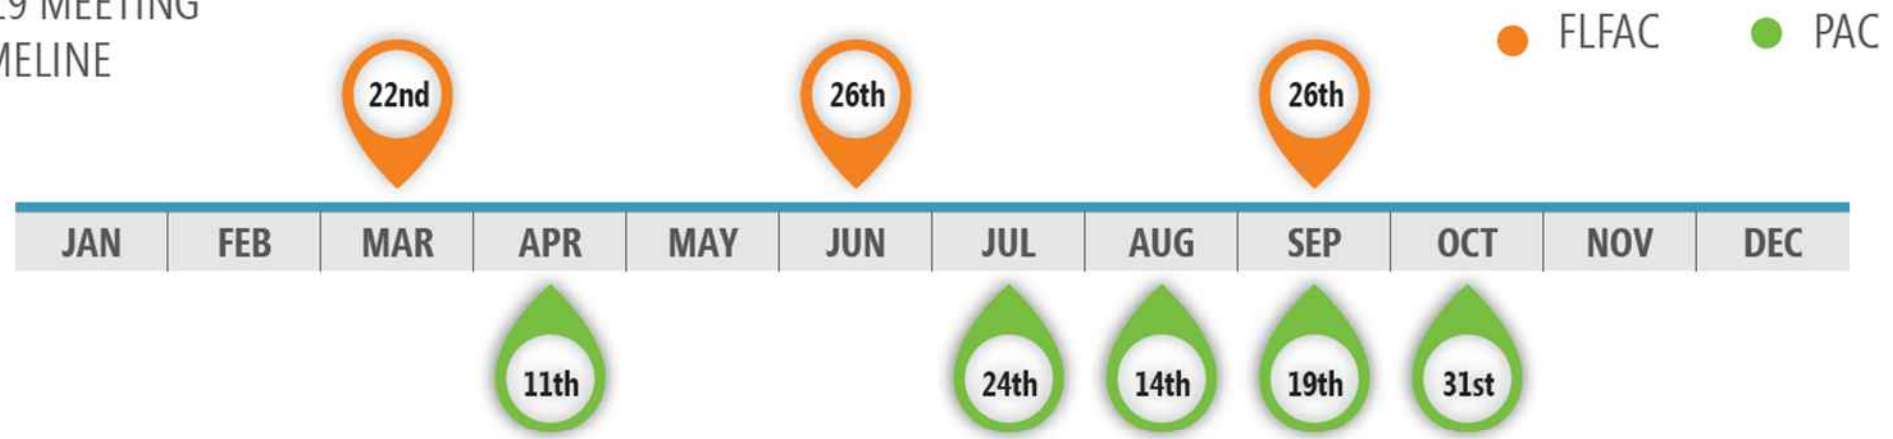 19 MEETING
MELINE
FLFAC PAC
22nd 26th 26th
JAN FEB MAR APR MAY JUN JUL AUG SEP OCT NOV DEC
11th 24th 14th 19th 31st